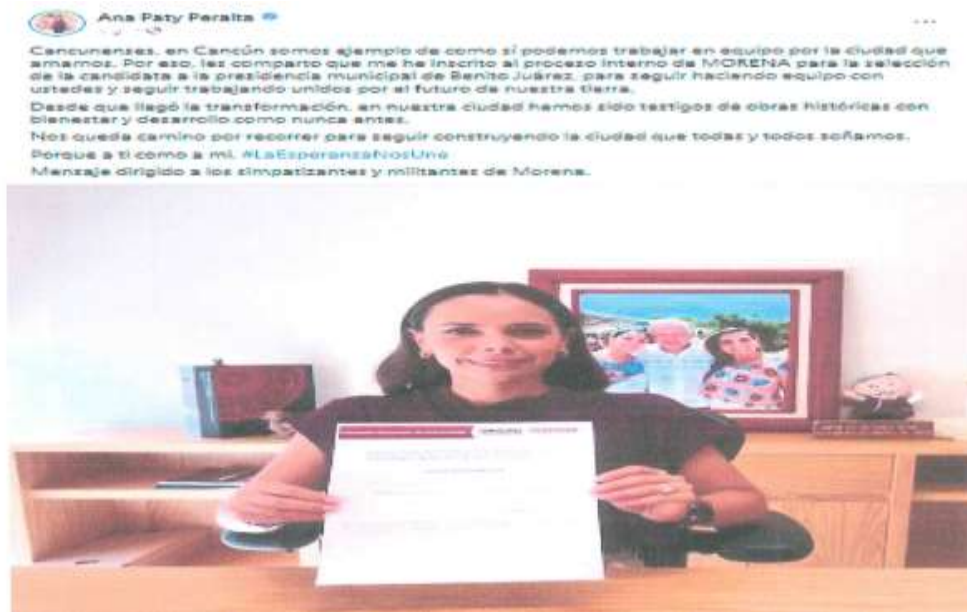 Ana Paty Peralta
Cancunenses, en Cancún somos ejemplo de como sí podemos trabajar en equipo por la ciudad que
amamos. Por eso, les comparto que me he inscrito al proceso interno de MORENA para la selección
de la candidata a la presidencia municipal de Benito Juárez, para seguir haciendo equipo con
ustedes y seguir trabajando unidos por el futuro de nuestra tierra.
Desde que llegó la transformación, en nuestra ciudad hemos sido testigos de obras históricas con
bienestar y desarrollo como nunca antes.
Nos queda camino por recorrer para seguir construyendo la ciudad que todas y todos soñamos.
Porque a ti como a mi, #LaEsperanzaNosUne
Mensaje dirigido a los simpatizantes y militantes de Morena.